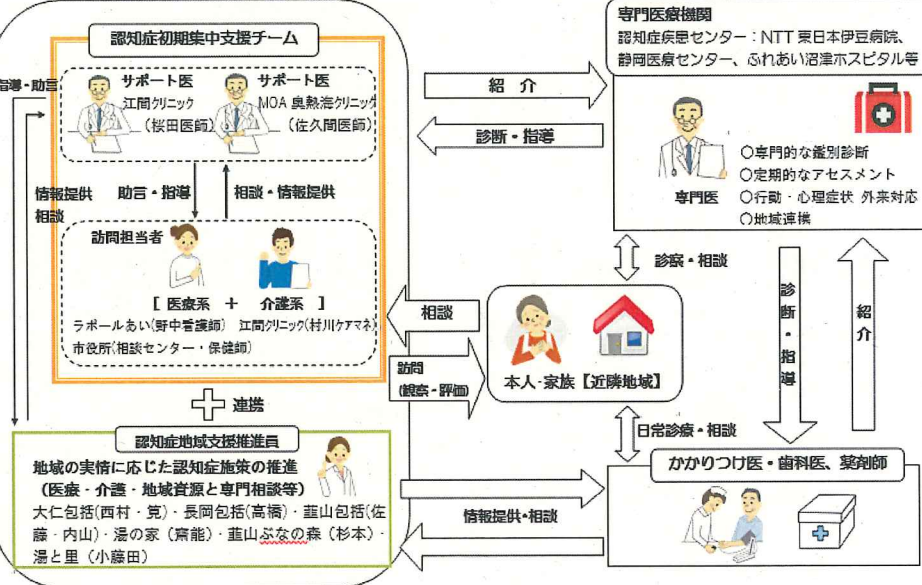 認知症初期集中支援チーム
サポート医
江間クリニック
(桜田医師)
サポート医
MOA奥熱海クリニック
(佐久間医師)
指導・助言
情報提供
相談
助言・指導
相談・情報提供
訪問担当者
[ 医療系 + 介護系 ]
ラポールあい(野中看護師) 江間クリニック(村川ケアマネ)
市役所(相談センター・保健師)
連携
認知症地域支援推進員
地域の実情に応じた認知症施策の推進
(医療・介護・地域資源と専門相談等)
大仁包括(西村・筧)・長岡包括(高橋)・韮山包括(佐
藤・内山)・湯の家(齋能)・韮山ぶなの森(杉本)・
湯と里(小藤田)
紹 介
診断・指導
専門医療機関
認知症疾患センター:NTT東日本伊豆病院、
静岡医療センター、ふれあい沼津ホスピタル等
専門医
○専門的な鑑別診断
○定期的なアセスメント
○行動・心理症状 外来対応
○地域連携
診察・相談
相談
訪問
(観察・評価)
本人・家族【近隣地域】
日常診療・相談
診断・指導
紹介
かかりつけ医・歯科医、薬剤師
情報提供・相談